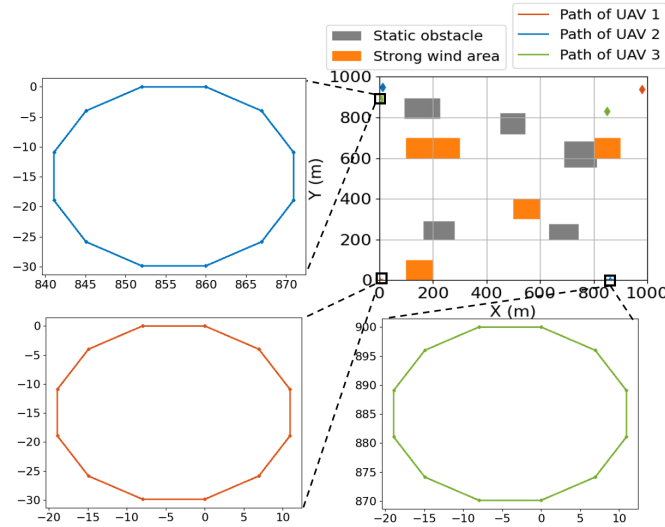 Static obstacle
Strong wind area
Path of UAV 1
Path of UAV 2
Path of UAV 3
0
−5
−10
−15
−20
−25
−30
840 845 850 855 860 865 870
1000
800
600
400
200
0
Y (m)
0 200 400 600 800 1000
X (m)
0
−5
−10
−15
−20
−25
−30
−20 −15 −10 −5 0 5 10
900
895
890
885
880
875
870
−20 −15 −10 −5 0 5 10